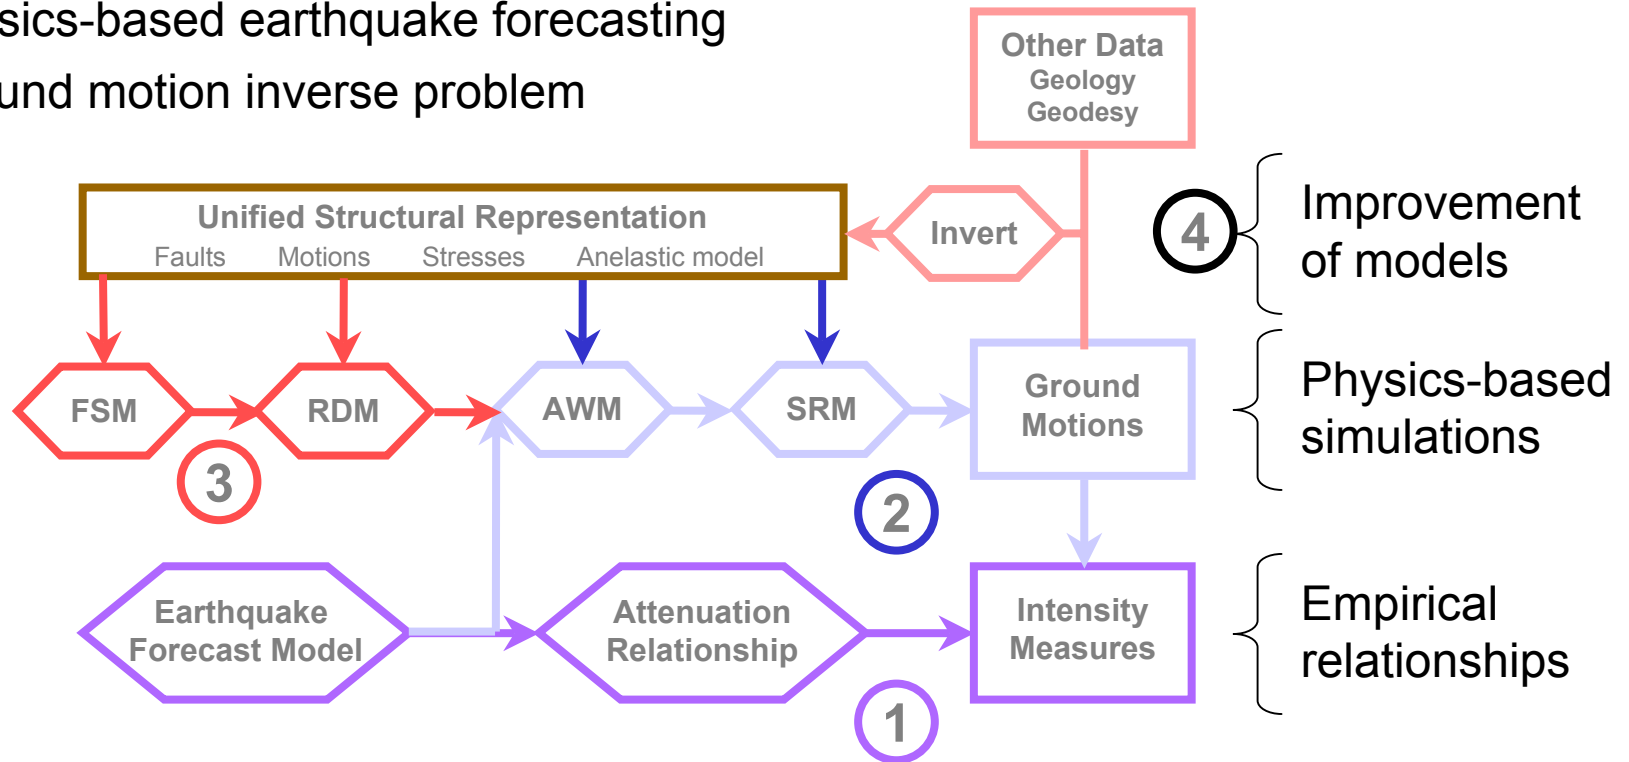 sics-based earthquake forecasting
und motion inverse problem
Other Data
Geology
Geodesy
Unified Structural Representation
Faults Motions Stresses Anelastic model
Invert
4
Improvement
of models
FSM
RDM
AWM
SRM
Ground
Motions
Physics-based
simulations
3
2
Earthquake
Forecast Model
Attenuation
Relationship
Intensity
Measures
Empirical
relationships
1